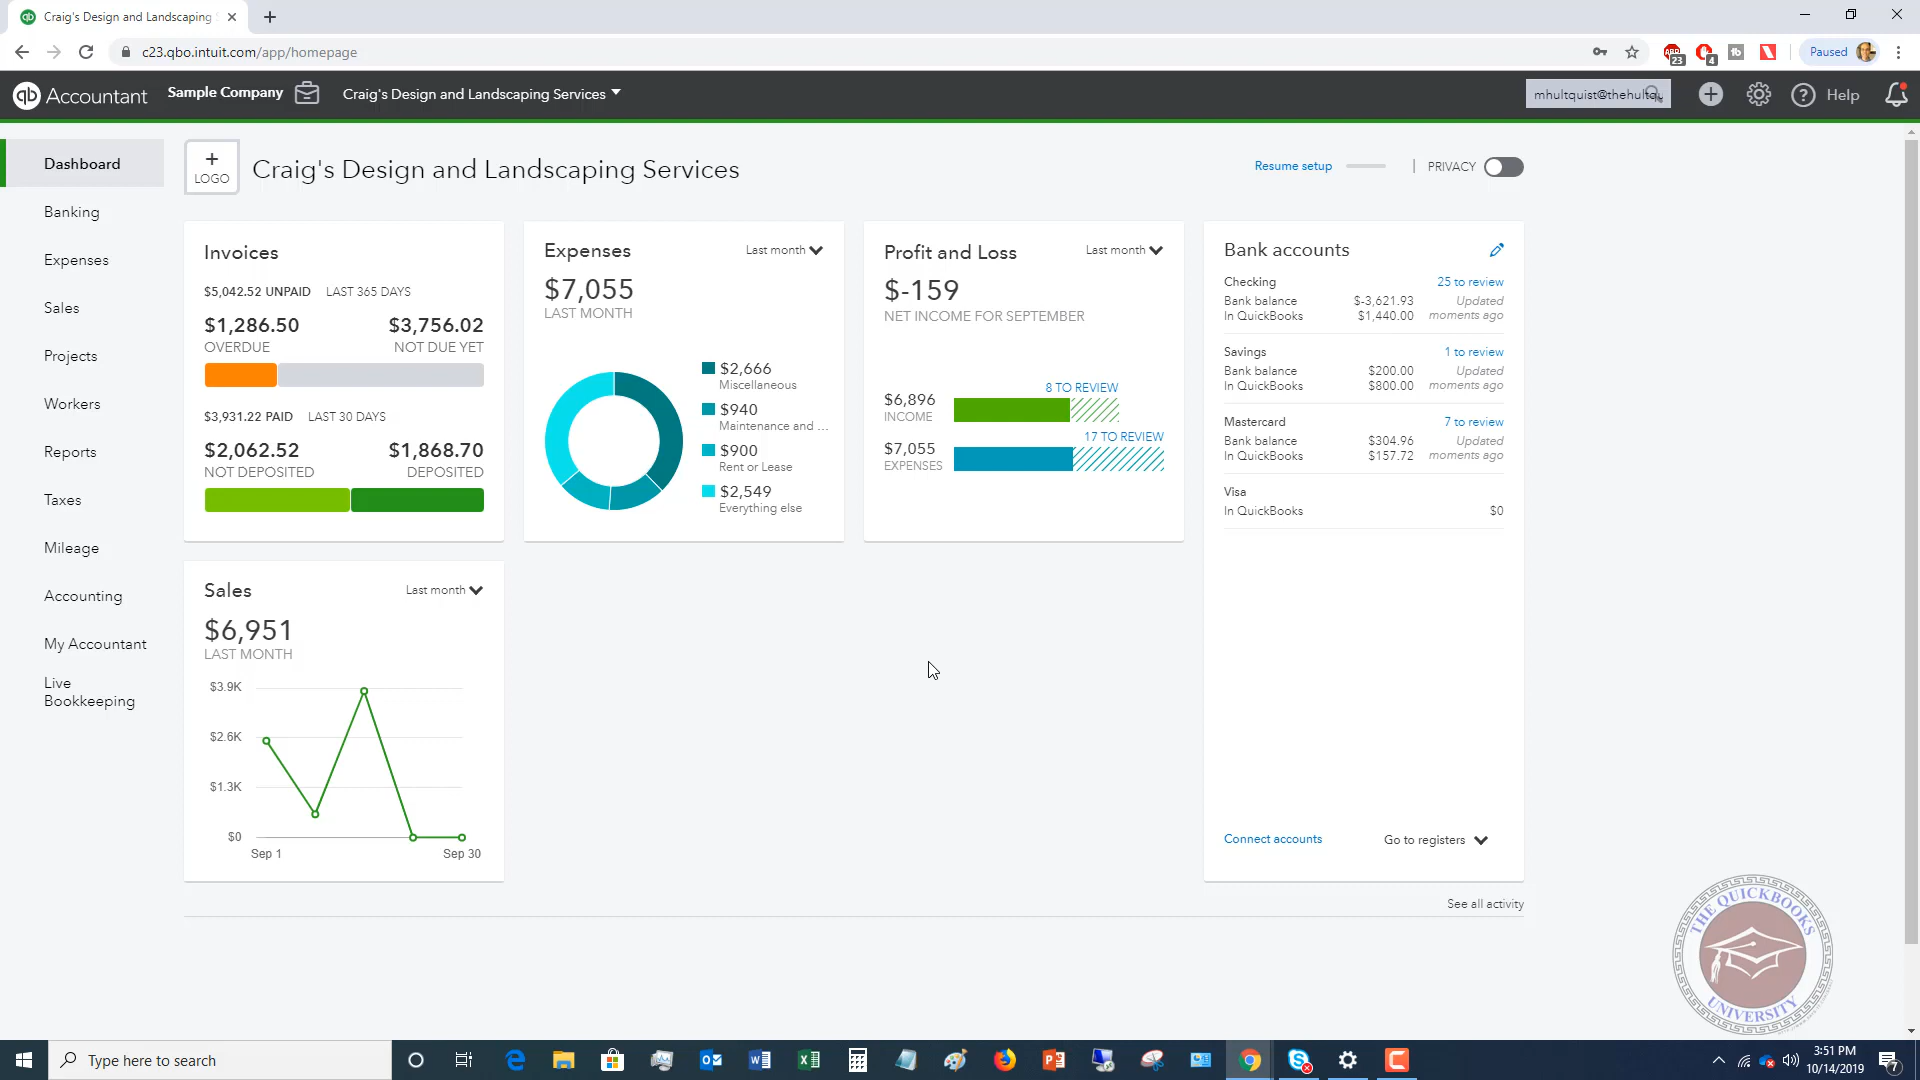 Craig's Design and Landscaping
c23.qbo.intuit.com/app/homepage
23
4
Paused
qb Accountant
Sample Company
Craig's Design and Landscaping Services
mhultquist@thehultqu
Help
Dashboard
Banking
Expenses
Sales
Projects
Workers
Reports
Taxes
Mileage
Accounting
My Accountant
Live
Bookkeeping
+
LOGO
Craig's Design and Landscaping Services
Resume setup
PRIVACY
Invoices
$5,042.52 UNPAID LAST 365 DAYS
$1,286.50 $3,756.02
OVERDUE NOT DUE YET
$3,931.22 PAID LAST 30 DAYS
$2,062.52 $1,868.70
NOT DEPOSITED DEPOSITED
Expenses Last month
$7,055
LAST MONTH
$2,666
Miscellaneous
$940
Maintenance and ...
$900
Rent or Lease
$2,549
Everything else
Profit and Loss Last month
$-159
NET INCOME FOR SEPTEMBER
8 TO REVIEW
$6,896
INCOME
17 TO REVIEW
$7,055
EXPENSES
Bank accounts
Checking 25 to review
Bank balance $-3,621.93 Updated
In QuickBooks $1,440.00 moments ago
Savings 1 to review
Bank balance $200.00 Updated
In QuickBooks $800.00 moments ago
Mastercard 7 to review
Bank balance $304.96 Updated
In QuickBooks $157.72 moments ago
Visa
In QuickBooks $0
Connect accounts Go to registers
Sales Last month
$6,951
LAST MONTH
$3.9K
$2.6K
$1.3K
$0
Sep 1 Sep 30
See all activity
THE QUICKBOOKS
UNIVERSITY
Type here to search
3:51 PM
10/14/2019
7